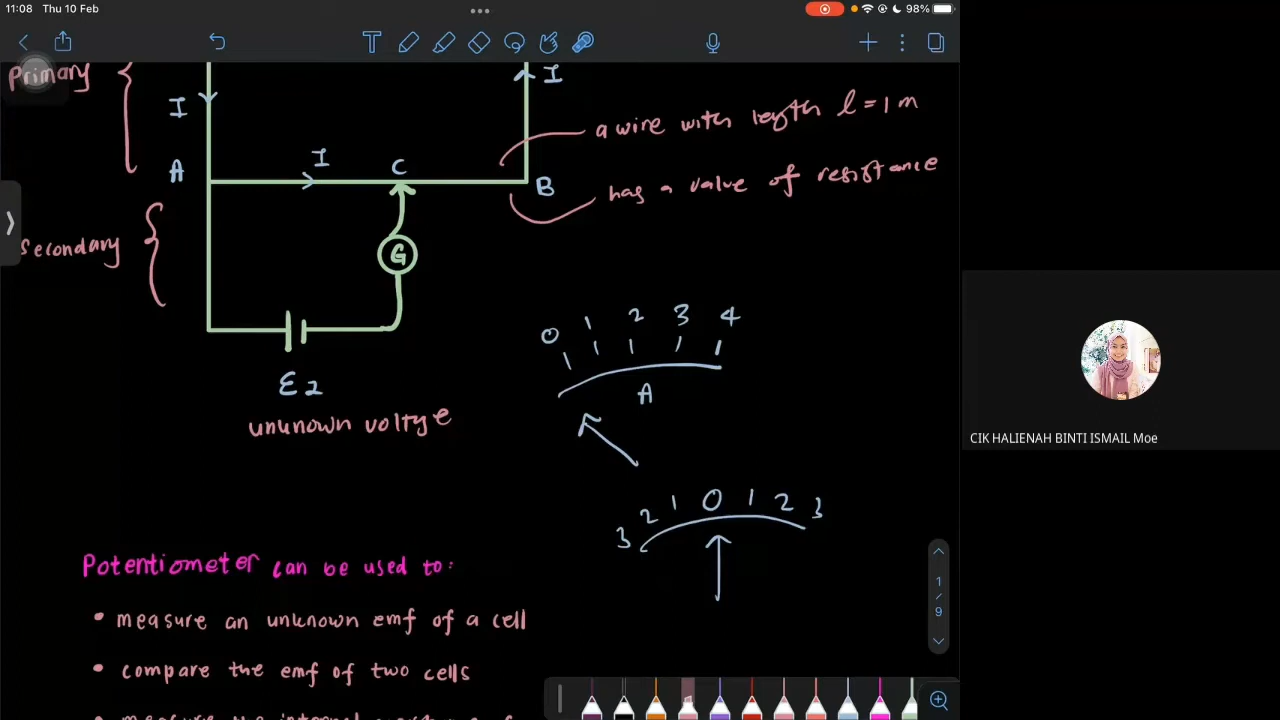 11:08 Thu 10 Feb
98%
T
Primary
I
I
a wire with length l = 1 m
A
I
C
B
has a value of resistance
secondary
G
0 1 2 3 4
A
ε2
unknown voltge
3 2 1 0 1 2 3
1
9
Potentiometer can be used to:
• measure an unknown emf of a cell
• compare the emf of two cells
CIK HALIENAH BINTI ISMAIL Moe